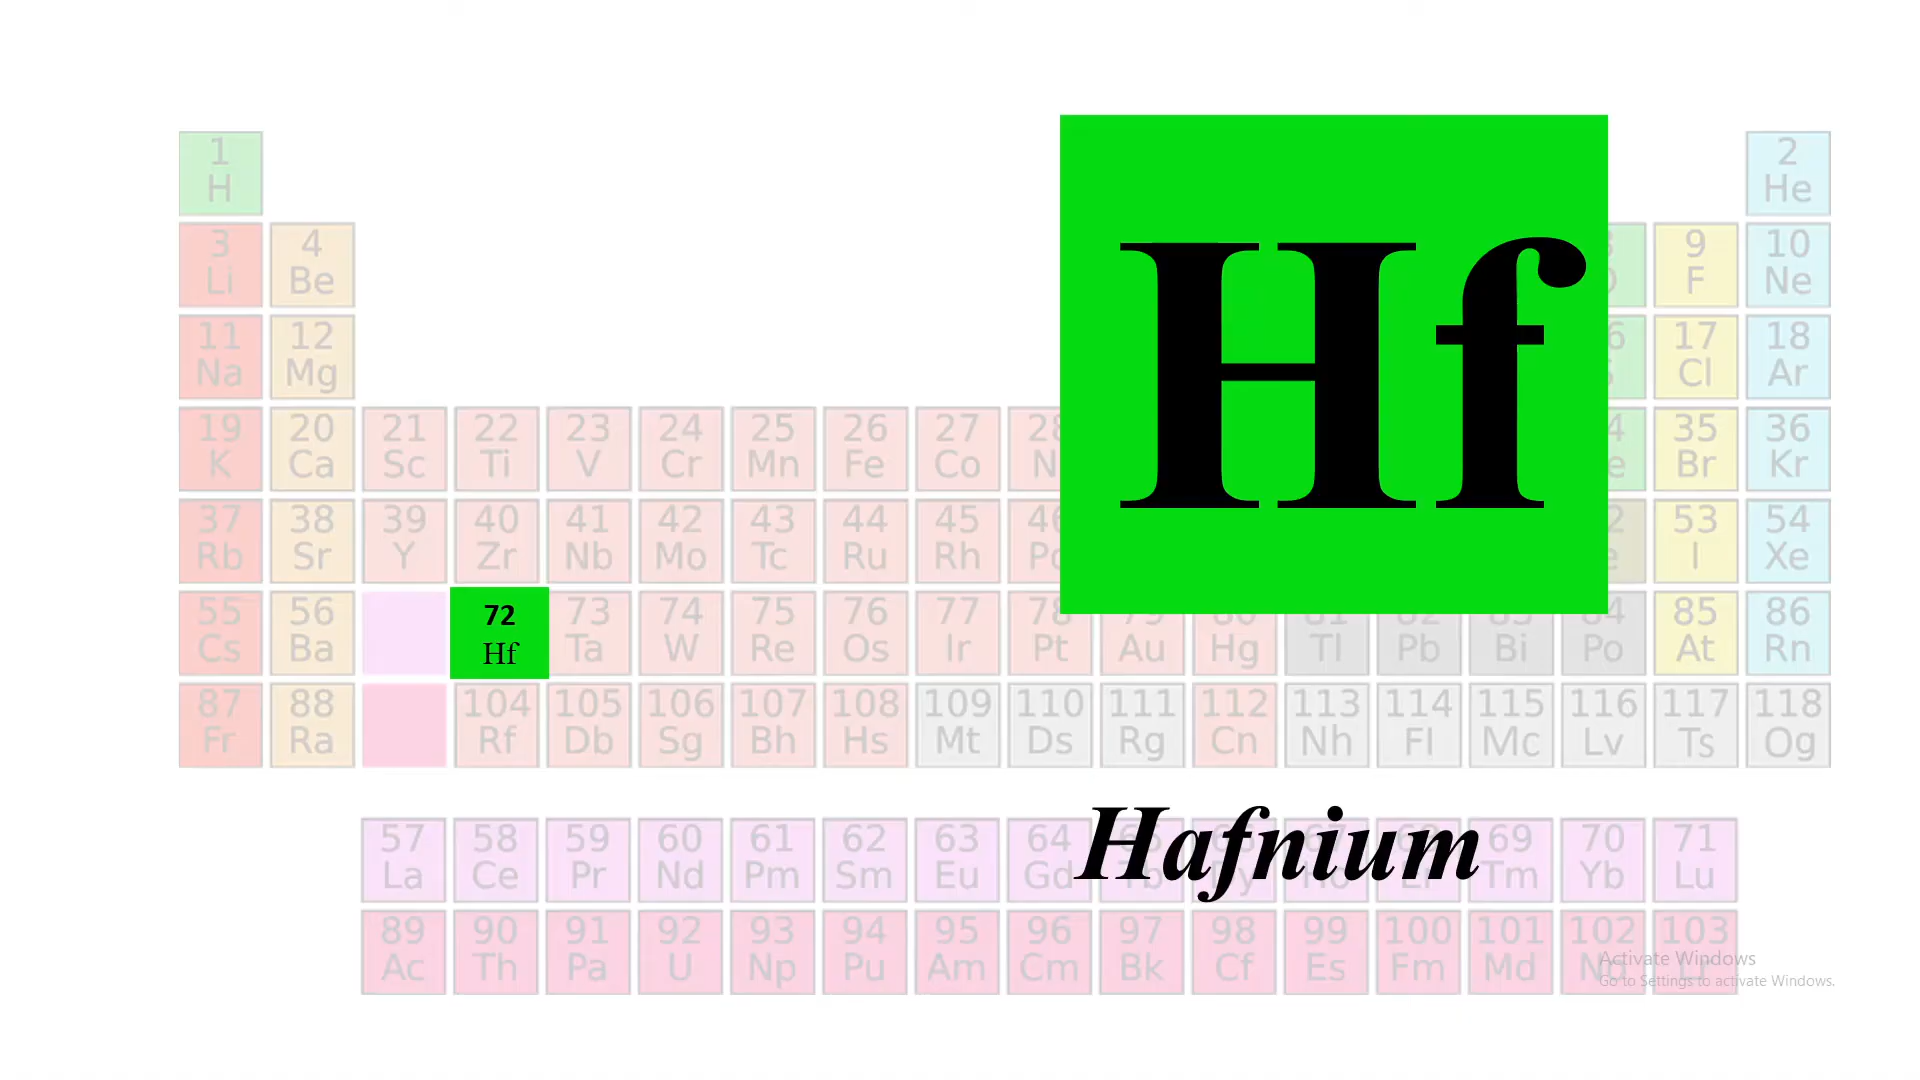 1 2
H He
3 4 9 10
Li Be F Ne
11 12 17 18
Na Mg Cl Ar
Hf
19 20 21 22 23 24 25 26 27 35 36
K Ca Sc Ti V Cr Mn Fe Co Br Kr
37 38 39 40 41 42 43 44 45 53 54
Rb Sr Y Zr Nb Mo Tc Ru Rh I Xe
55 56 72 73 74 75 76 77 78 85 86
Cs Ba Hf Ta W Re Os Ir Pt Au Hg Tl Pb Bi Po At Rn
87 88 104 105 106 107 108 109 110 111 112 113 114 115 116 117 118
Fr Ra Rf Db Sg Bh Hs Mt Ds Rg Cn Nh Fl Mc Lv Ts Og
Hafnium
57 58 59 60 61 62 63 64 69 70 71
La Ce Pr Nd Pm Sm Eu Gd Tm Yb Lu
89 90 91 92 93 94 95 96 97 98 99 100 101 102 103
Ac Th Pa U Np Pu Am Cm Bk Cf Es Fm Md
Activate Windows
Go to Settings to activate Windows.